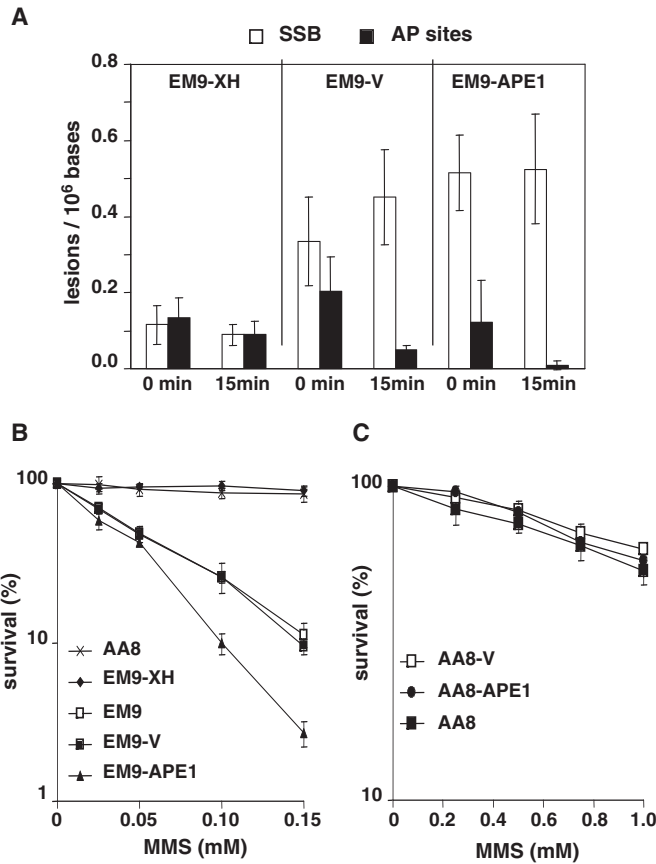 A
SSB AP sites
EM9-XH EM9-V EM9-APE1
lesions / 10⁶ bases
0.8
0.6
0.4
0.2
0.0
0 min 15min 0 min 15min 0 min 15min
B
survival (%)
100
10
1
AA8
EM9-XH
EM9
EM9-V
EM9-APE1
0 0.05 0.10 0.15
MMS (mM)
C
survival (%)
100
10
AA8-V
AA8-APE1
AA8
0 0.2 0.4 0.6 0.8 1.0
MMS (mM)